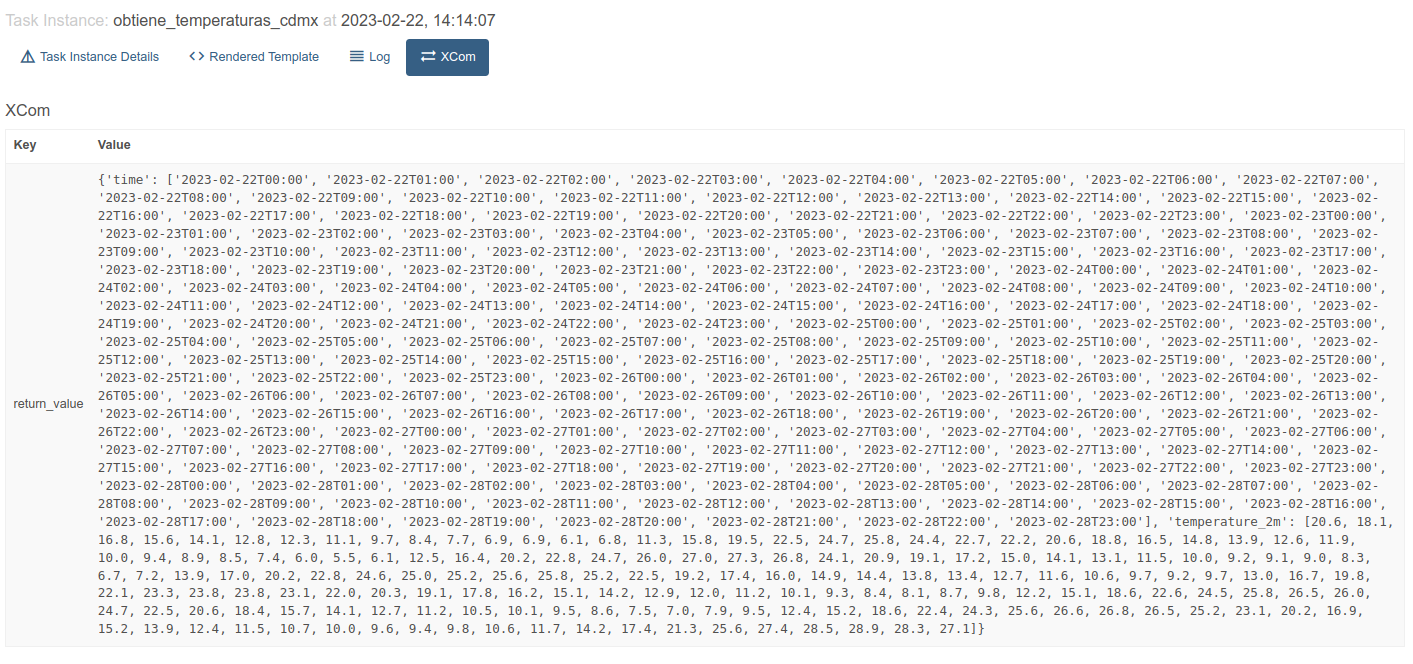 Task Instance: obtiene_temperaturas_cdmx at 2023-02-22, 14:14:07
Task Instance Details <> Rendered Template Log XCom
XCom
Key Value
{'time': ['2023-02-22T00:00', '2023-02-22T01:00', '2023-02-22T02:00', '2023-02-22T03:00', '2023-02-22T04:00', '2023-02-22T05:00', '2023-02-22T06:00', '2023-02-22T07:00',
'2023-02-22T08:00', '2023-02-22T09:00', '2023-02-22T10:00', '2023-02-22T11:00', '2023-02-22T12:00', '2023-02-22T13:00', '2023-02-22T14:00', '2023-02-22T15:00', '2023-02-
22T16:00', '2023-02-22T17:00', '2023-02-22T18:00', '2023-02-22T19:00', '2023-02-22T20:00', '2023-02-22T21:00', '2023-02-22T22:00', '2023-02-22T23:00', '2023-02-23T00:00',
'2023-02-23T01:00', '2023-02-23T02:00', '2023-02-23T03:00', '2023-02-23T04:00', '2023-02-23T05:00', '2023-02-23T06:00', '2023-02-23T07:00', '2023-02-23T08:00', '2023-02-
23T09:00', '2023-02-23T10:00', '2023-02-23T11:00', '2023-02-23T12:00', '2023-02-23T13:00', '2023-02-23T14:00', '2023-02-23T15:00', '2023-02-23T16:00', '2023-02-23T17:00',
'2023-02-23T18:00', '2023-02-23T19:00', '2023-02-23T20:00', '2023-02-23T21:00', '2023-02-23T22:00', '2023-02-23T23:00', '2023-02-24T00:00', '2023-02-24T01:00', '2023-02-
24T02:00', '2023-02-24T03:00', '2023-02-24T04:00', '2023-02-24T05:00', '2023-02-24T06:00', '2023-02-24T07:00', '2023-02-24T08:00', '2023-02-24T09:00', '2023-02-24T10:00',
'2023-02-24T11:00', '2023-02-24T12:00', '2023-02-24T13:00', '2023-02-24T14:00', '2023-02-24T15:00', '2023-02-24T16:00', '2023-02-24T17:00', '2023-02-24T18:00', '2023-02-
24T19:00', '2023-02-24T20:00', '2023-02-24T21:00', '2023-02-24T22:00', '2023-02-24T23:00', '2023-02-25T00:00', '2023-02-25T01:00', '2023-02-25T02:00', '2023-02-25T03:00',
'2023-02-25T04:00', '2023-02-25T05:00', '2023-02-25T06:00', '2023-02-25T07:00', '2023-02-25T08:00', '2023-02-25T09:00', '2023-02-25T10:00', '2023-02-25T11:00', '2023-02-
25T12:00', '2023-02-25T13:00', '2023-02-25T14:00', '2023-02-25T15:00', '2023-02-25T16:00', '2023-02-25T17:00', '2023-02-25T18:00', '2023-02-25T19:00', '2023-02-25T20:00',
'2023-02-25T21:00', '2023-02-25T22:00', '2023-02-25T23:00', '2023-02-26T00:00', '2023-02-26T01:00', '2023-02-26T02:00', '2023-02-26T03:00', '2023-02-26T04:00', '2023-02-
26T05:00', '2023-02-26T06:00', '2023-02-26T07:00', '2023-02-26T08:00', '2023-02-26T09:00', '2023-02-26T10:00', '2023-02-26T11:00', '2023-02-26T12:00', '2023-02-26T13:00',
return_value
'2023-02-26T14:00', '2023-02-26T15:00', '2023-02-26T16:00', '2023-02-26T17:00', '2023-02-26T18:00', '2023-02-26T19:00', '2023-02-26T20:00', '2023-02-26T21:00', '2023-02-
26T22:00', '2023-02-26T23:00', '2023-02-27T00:00', '2023-02-27T01:00', '2023-02-27T02:00', '2023-02-27T03:00', '2023-02-27T04:00', '2023-02-27T05:00', '2023-02-27T06:00',
'2023-02-27T07:00', '2023-02-27T08:00', '2023-02-27T09:00', '2023-02-27T10:00', '2023-02-27T11:00', '2023-02-27T12:00', '2023-02-27T13:00', '2023-02-27T14:00', '2023-02-
27T15:00', '2023-02-27T16:00', '2023-02-27T17:00', '2023-02-27T18:00', '2023-02-27T19:00', '2023-02-27T20:00', '2023-02-27T21:00', '2023-02-27T22:00', '2023-02-27T23:00',
'2023-02-28T00:00', '2023-02-28T01:00', '2023-02-28T02:00', '2023-02-28T03:00', '2023-02-28T04:00', '2023-02-28T05:00', '2023-02-28T06:00', '2023-02-28T07:00', '2023-02-
28T08:00', '2023-02-28T09:00', '2023-02-28T10:00', '2023-02-28T11:00', '2023-02-28T12:00', '2023-02-28T13:00', '2023-02-28T14:00', '2023-02-28T15:00', '2023-02-28T16:00',
'2023-02-28T17:00', '2023-02-28T18:00', '2023-02-28T19:00', '2023-02-28T20:00', '2023-02-28T21:00', '2023-02-28T22:00', '2023-02-28T23:00'], 'temperature_2m': [20.6, 18.1,
16.8, 15.6, 14.1, 12.8, 12.3, 11.1, 9.7, 8.4, 7.7, 6.9, 6.9, 6.1, 6.8, 11.3, 15.8, 19.5, 22.5, 24.7, 25.8, 24.4, 22.7, 22.2, 20.6, 18.8, 16.5, 14.8, 13.9, 12.6, 11.9,
10.0, 9.4, 8.9, 8.5, 7.4, 6.0, 5.5, 6.1, 12.5, 16.4, 20.2, 22.8, 24.7, 26.0, 27.0, 27.3, 26.8, 24.1, 20.9, 19.1, 17.2, 15.0, 14.1, 13.1, 11.5, 10.0, 9.2, 9.1, 9.0, 8.3,
6.7, 7.2, 13.9, 17.0, 20.2, 22.8, 24.6, 25.0, 25.2, 25.6, 25.8, 25.2, 22.5, 19.2, 17.4, 16.0, 14.9, 14.4, 13.8, 13.4, 12.7, 11.6, 10.6, 9.7, 9.2, 9.7, 13.0, 16.7, 19.8,
22.1, 23.3, 23.8, 23.8, 23.1, 22.0, 20.3, 19.1, 17.8, 16.2, 15.1, 14.2, 12.9, 12.0, 11.2, 10.1, 9.3, 8.4, 8.1, 8.7, 9.8, 12.2, 15.1, 18.6, 22.6, 24.5, 25.8, 26.5, 26.0,
24.7, 22.5, 20.6, 18.4, 15.7, 14.1, 12.7, 11.2, 10.5, 10.1, 9.5, 8.6, 7.5, 7.0, 7.9, 9.5, 12.4, 15.2, 18.6, 22.4, 24.3, 25.6, 26.6, 26.8, 26.5, 25.2, 23.1, 20.2, 16.9,
15.2, 13.9, 12.4, 11.5, 10.7, 10.0, 9.6, 9.4, 9.8, 10.6, 11.7, 14.2, 17.4, 21.3, 25.6, 27.4, 28.5, 28.9, 28.3, 27.1]}